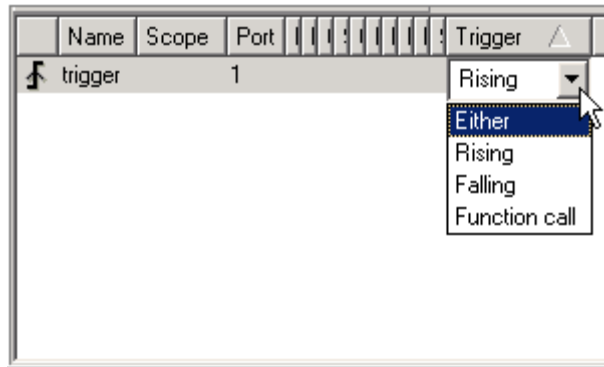 Name Scope Port Trigger
trigger 1 Rising
Either
Rising
Falling
Function call